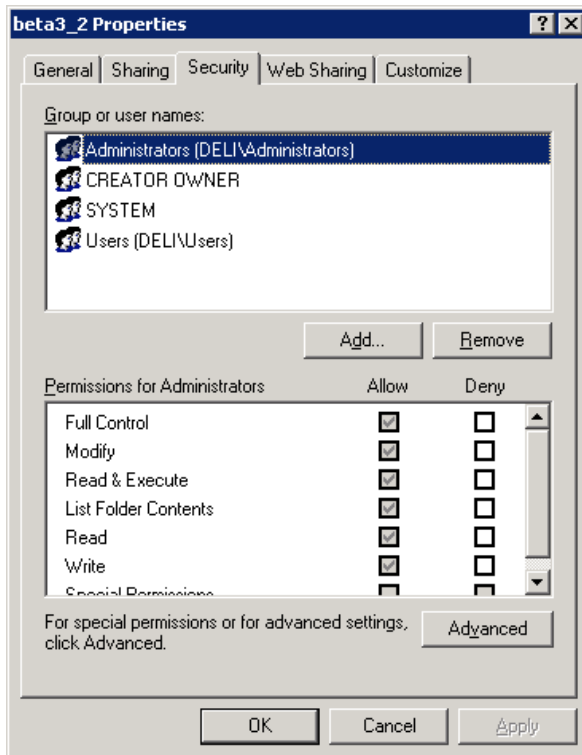 beta3_2 Properties
General Sharing Security Web Sharing Customize
Group or user names:
Administrators (DELI\Administrators)
CREATOR OWNER
SYSTEM
Users (DELI\Users)
Add... Remove
Permissions for Administrators Allow Deny
Full Control
Modify
Read & Execute
List Folder Contents
Read
Write
Special Permissions
For special permissions or for advanced settings, Advanced
click Advanced.
OK Cancel Apply